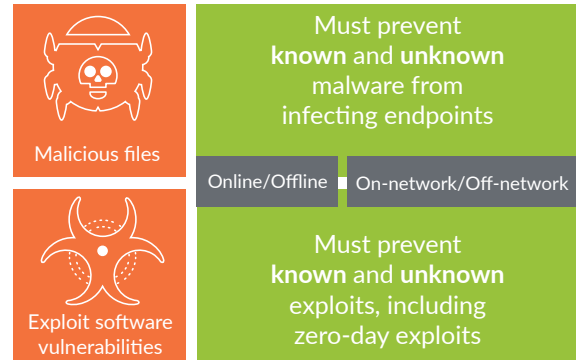 Malicious files
Must prevent
known and unknown
malware from
infecting endpoints
Online/Offline
On-network/Off-network
Exploit software
vulnerabilities
Must prevent
known and unknown
exploits, including
zero-day exploits